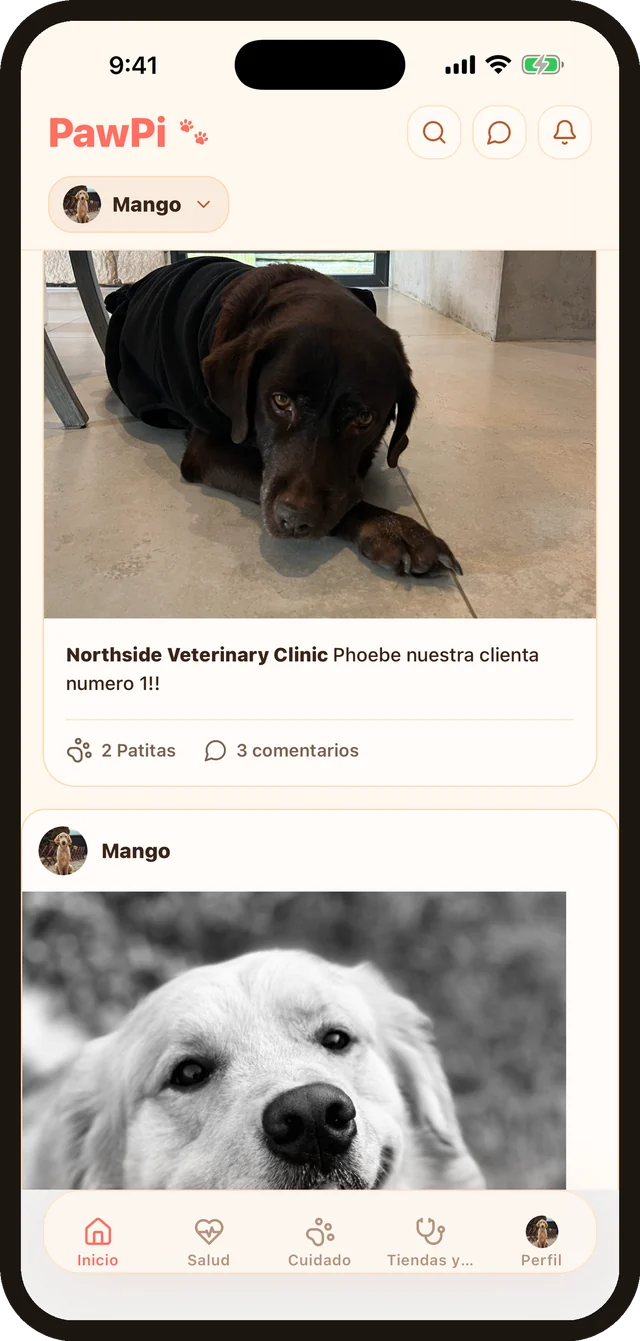 9:41
PawPi
Mango
Northside Veterinary Clinic Phoebe nuestra clienta
numero 1!!
2 Patitas 3 comentarios
Mango
Inicio Salud Cuidado Tiendas y... Perfil